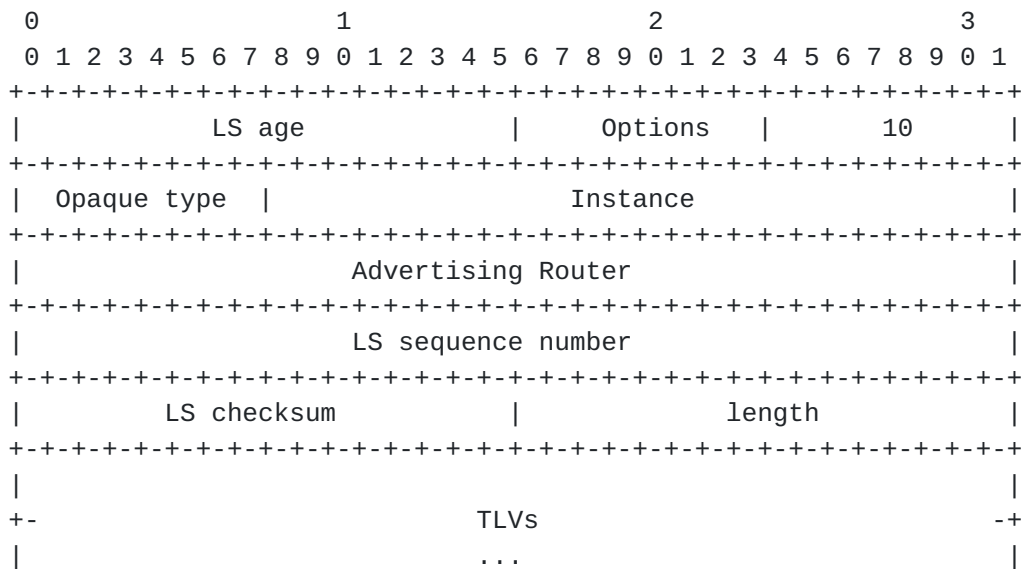 0                   1                   2                   3
 0 1 2 3 4 5 6 7 8 9 0 1 2 3 4 5 6 7 8 9 0 1 2 3 4 5 6 7 8 9 0 1
+-+-+-+-+-+-+-+-+-+-+-+-+-+-+-+-+-+-+-+-+-+-+-+-+-+-+-+-+-+-+-+-+
|            LS age             |     Options   |       10      |
+-+-+-+-+-+-+-+-+-+-+-+-+-+-+-+-+-+-+-+-+-+-+-+-+-+-+-+-+-+-+-+-+
|  Opaque type  |                   Instance                    |
+-+-+-+-+-+-+-+-+-+-+-+-+-+-+-+-+-+-+-+-+-+-+-+-+-+-+-+-+-+-+-+-+
|                     Advertising Router                        |
+-+-+-+-+-+-+-+-+-+-+-+-+-+-+-+-+-+-+-+-+-+-+-+-+-+-+-+-+-+-+-+-+
|                     LS sequence number                        |
+-+-+-+-+-+-+-+-+-+-+-+-+-+-+-+-+-+-+-+-+-+-+-+-+-+-+-+-+-+-+-+-+
|         LS checksum           |             length            |
+-+-+-+-+-+-+-+-+-+-+-+-+-+-+-+-+-+-+-+-+-+-+-+-+-+-+-+-+-+-+-+-+
|                                                               |
+-                            TLVs                             -+
|                             ...                               |